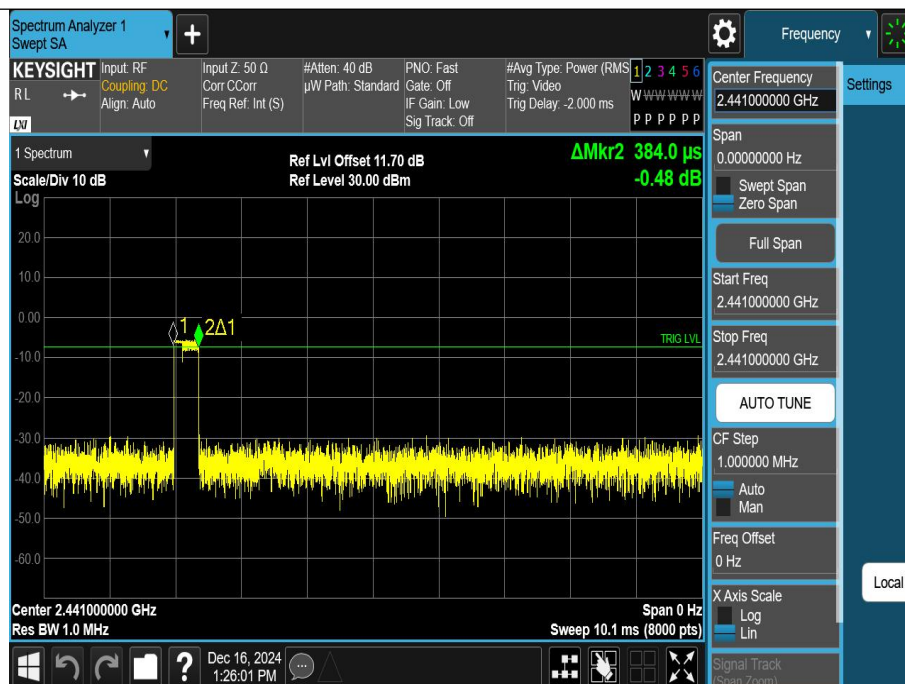 Spectrum Analyzer 1
Swept SA
+
Frequency
KEYSIGHT
RL
LXI
Input: RF
Coupling: DC
Align: Auto
Input Z: 50 Ω
Corr CCorr
Freq Ref: Int (S)
#Atten: 40 dB
µW Path: Standard
PNO: Fast
Gate: Off
IF Gain: Low
Sig Track: Off
#Avg Type: Power (RMS
Trig: Video
Trig Delay: -2.000 ms
1 2 3 4 5 6
W W W W W W
P P P P P P
Center Frequency
2.441000000 GHz
Settings
1 Spectrum
Scale/Div 10 dB
Ref Lvl Offset 11.70 dB
Ref Level 30.00 dBm
ΔMkr2 384.0 µs
-0.48 dB
Span
0.00000000 Hz
Swept Span
Zero Span
Log
20.0
10.0
0.00
-10.0
-20.0
-30.0
-40.0
-50.0
-60.0
1
2Δ1
TRIG LVL
Full Span
Start Freq
2.441000000 GHz
Stop Freq
2.441000000 GHz
AUTO TUNE
CF Step
1.000000 MHz
Auto
Man
Freq Offset
0 Hz
Local
X Axis Scale
Log
Lin
Signal Track
(Span Zoom)
Center 2.441000000 GHz
Res BW 1.0 MHz
Span 0 Hz
Sweep 10.1 ms (8000 pts)
?
Dec 16, 2024
1:26:01 PM